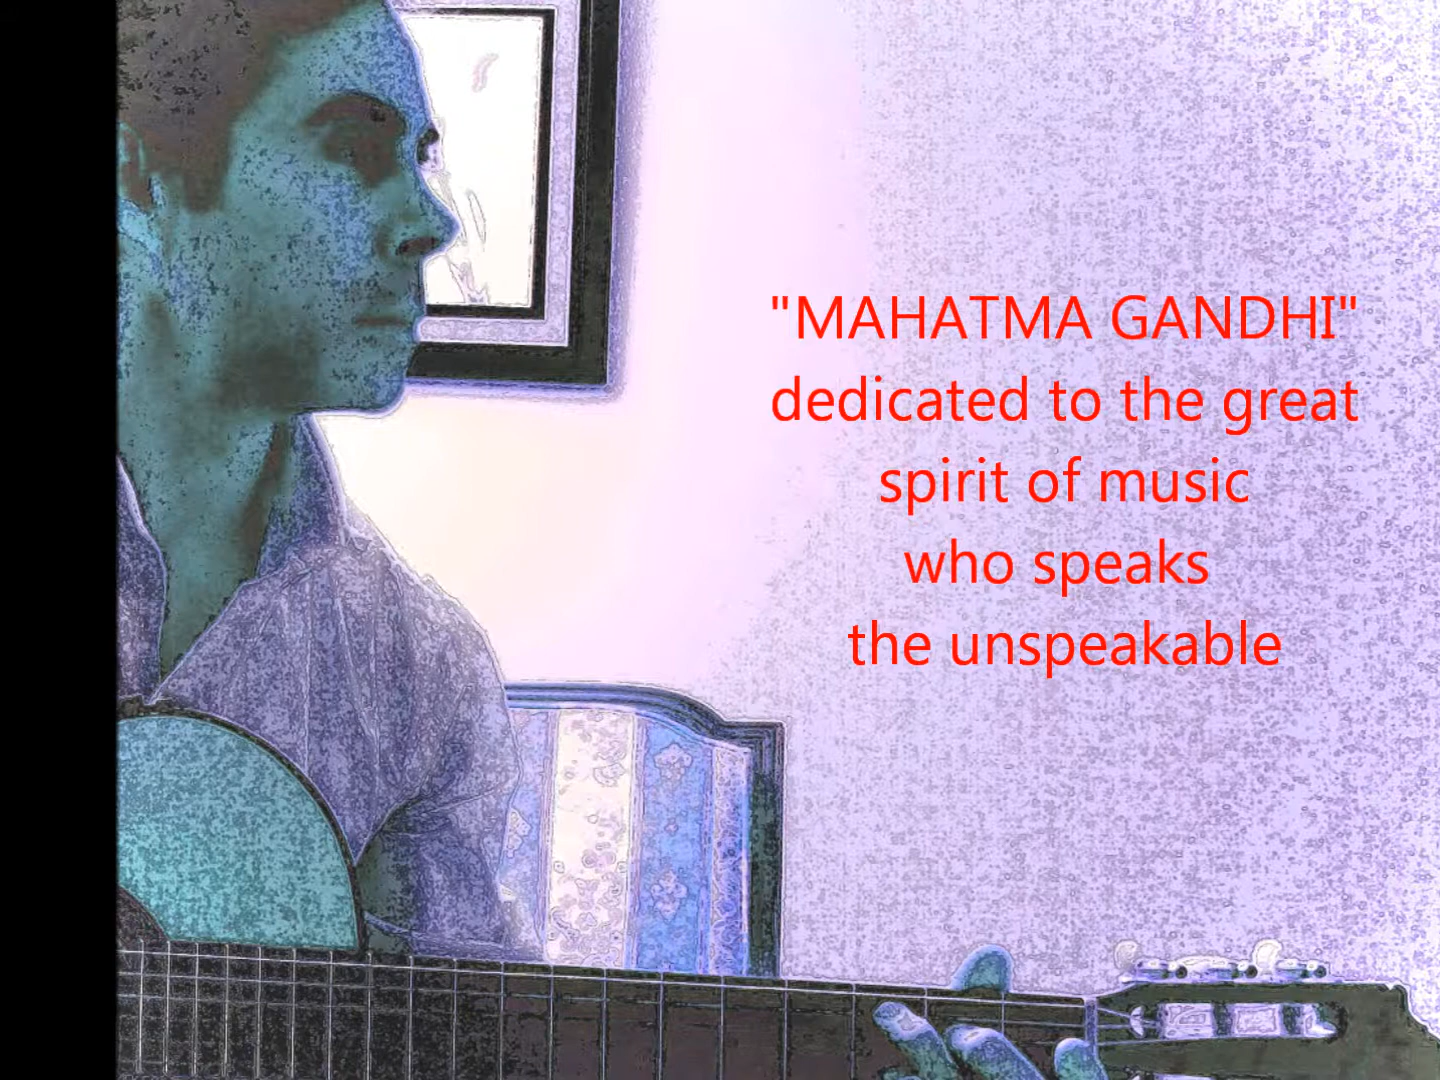 "MAHATMA GANDHI"
dedicated to the great
spirit of music
who speaks
the unspeakable